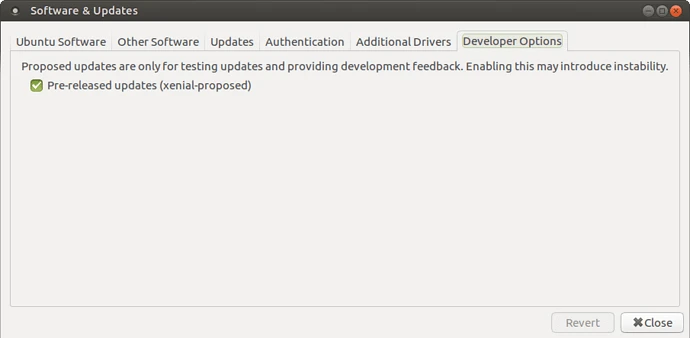 Software & Updates
Ubuntu Software
Other Software
Updates
Authentication
Additional Drivers
Developer Options
Proposed updates are only for testing updates and providing development feedback. Enabling this may introduce instability.
Pre-released updates (xenial-proposed)
Revert
Close